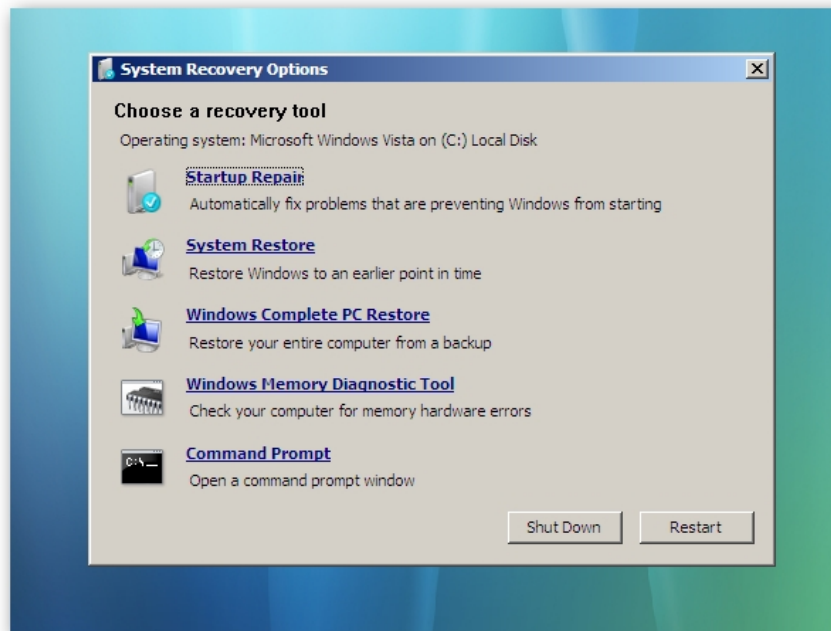 System Recovery Options
Choose a recovery tool
Operating system: Microsoft Windows Vista on (C:) Local Disk
Startup Repair
Automatically fix problems that are preventing Windows from starting
System Restore
Restore Windows to an earlier point in time
Windows Complete PC Restore
Restore your entire computer from a backup
Windows Memory Diagnostic Tool
Check your computer for memory hardware errors
C:\_
Command Prompt
Open a command prompt window
Shut Down Restart